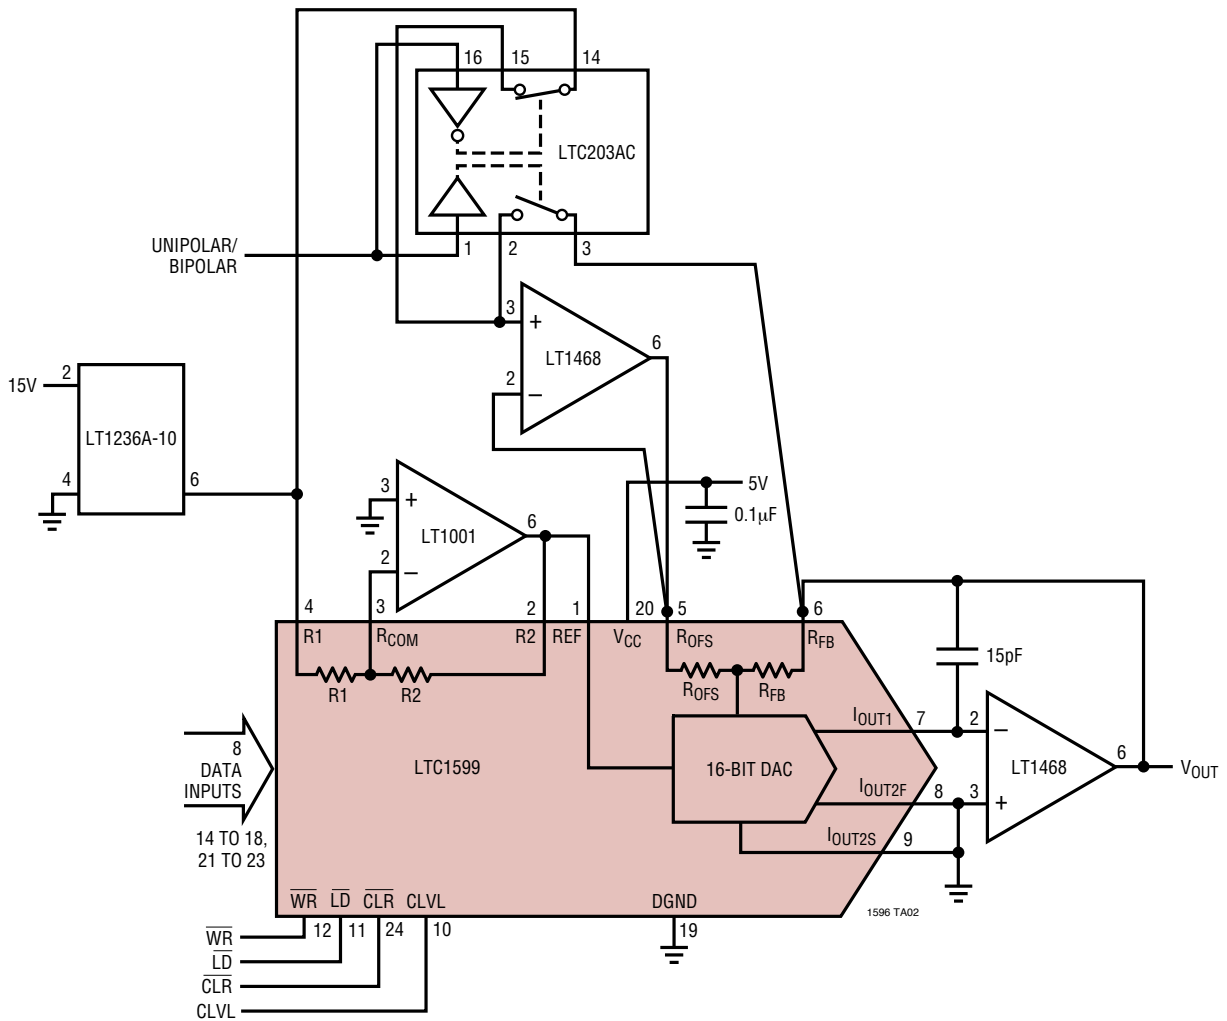 16 15 14
LTC203AC
1 2 3
UNIPOLAR/
BIPOLAR
3
+
LT1468
6
2
–
15V
2
LT1236A-10
4
6
3
+
LT1001
6
2
–
5V
0.1µF
4 3 2 1 20 5 6
R1 RCOM R2 REF VCC ROFS RFB
R1 R2
ROFS RFB
15pF
8
DATA
INPUTS
14 TO 18,
21 TO 23
LTC1599
16-BIT DAC
IOUT1 7 2
–
LT1468
6
VOUT
IOUT2F 8 3
+
IOUT2S 9
WR LD CLR CLVL
DGND
1596 TA02
12 11 24 10
19
WR
LD
CLR
CLVL